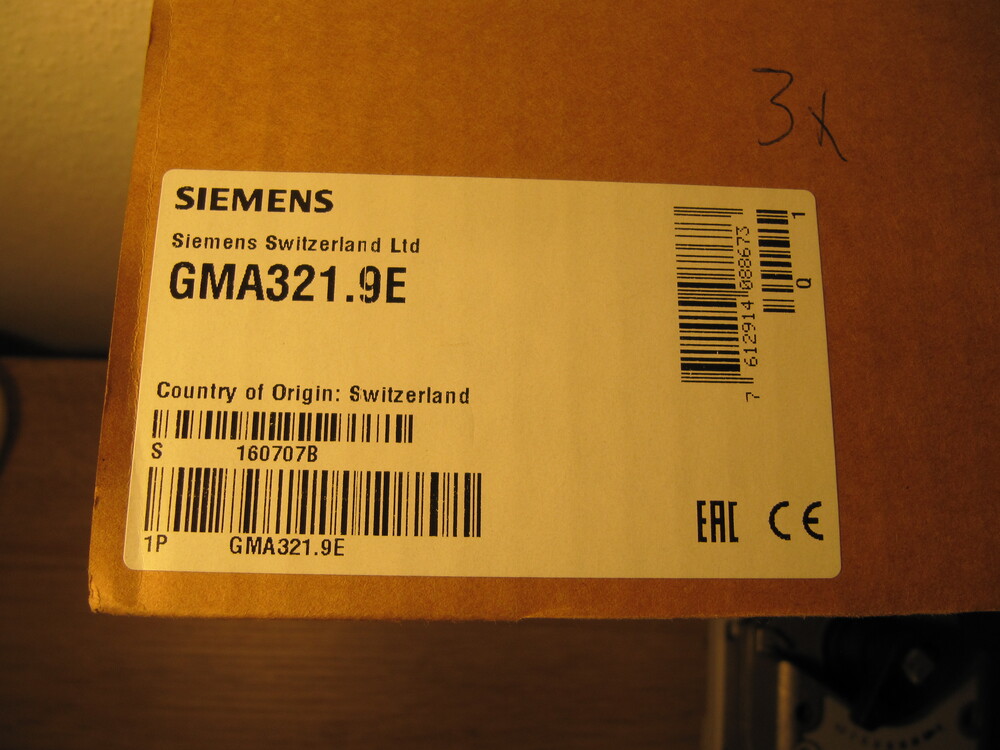 3x
SIEMENS
Siemens Switzerland Ltd
GMA321.9E
Country of Origin: Switzerland
S 160707B
1P GMA321.9E
7 612914 088673
Q 1
EAC CE